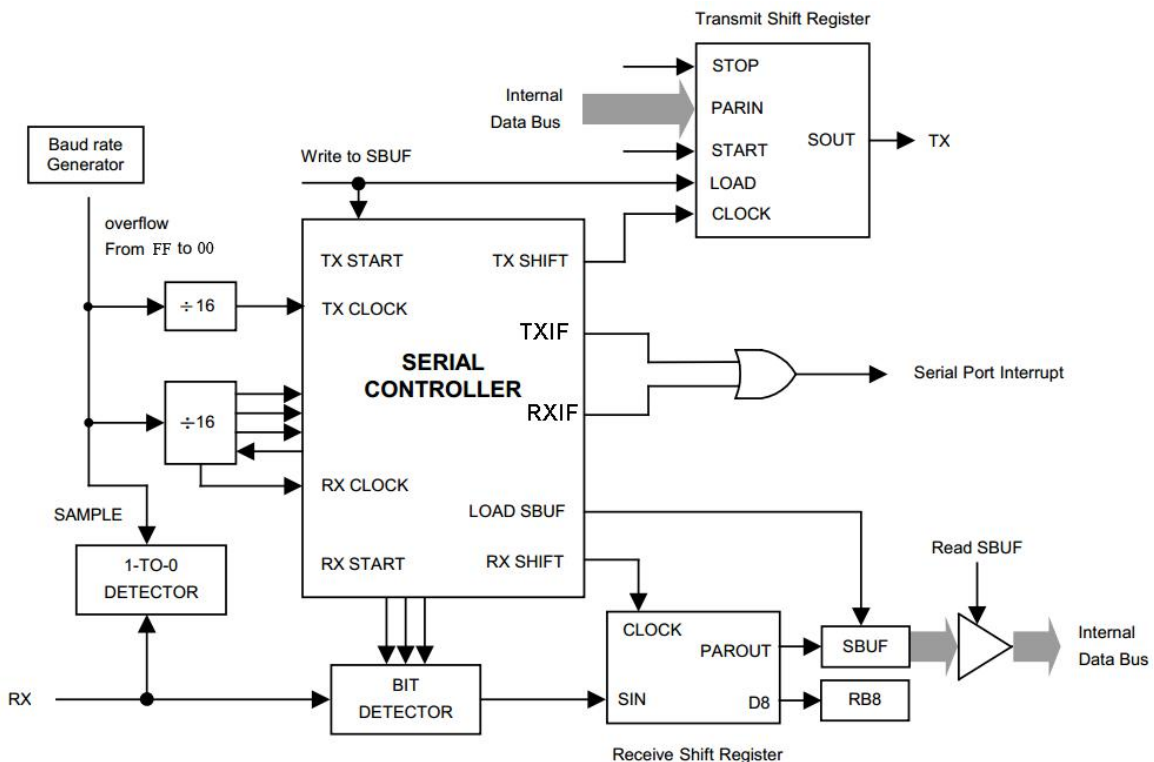 Transmit Shift Register
STOP
Internal
Data Bus
PARIN
START
SOUT
TX
LOAD
CLOCK
Baud rate
Generator
Write to SBUF
overflow
From FF to 00
TX START
TX SHIFT
÷16
TX CLOCK
TXIF
SERIAL
CONTROLLER
Serial Port Interrupt
RXIF
÷16
RX CLOCK
LOAD SBUF
SAMPLE
1-TO-0
DETECTOR
RX START
RX SHIFT
Read SBUF
CLOCK
PAROUT
SBUF
Internal
Data Bus
RX
BIT
DETECTOR
SIN
D8
RB8
Receive Shift Register